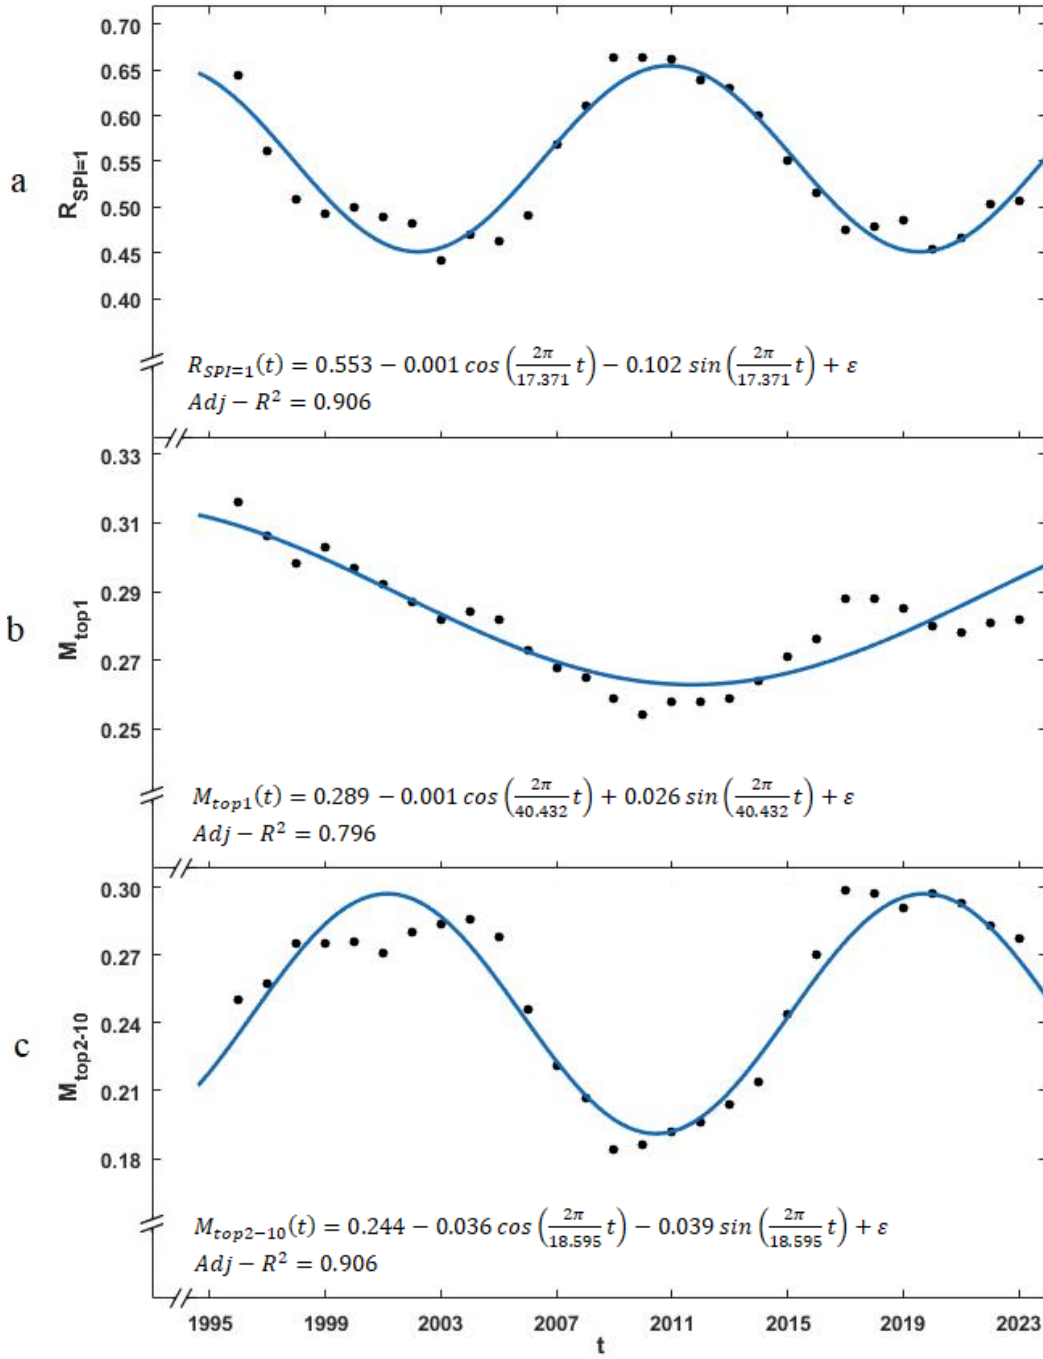 a
R_SPI=1
0.70
0.65
0.60
0.55
0.50
0.45
0.40
R_SPI=1(t) = 0.553 − 0.001 cos(2π/17.371 t) − 0.102 sin(2π/17.371 t) + ε
Adj − R² = 0.906
b
M_top1
0.33
0.31
0.29
0.27
0.25
M_top1(t) = 0.289 − 0.001 cos(2π/40.432 t) + 0.026 sin(2π/40.432 t) + ε
Adj − R² = 0.796
c
M_top2-10
0.30
0.27
0.24
0.21
0.18
M_top2−10(t) = 0.244 − 0.036 cos(2π/18.595 t) − 0.039 sin(2π/18.595 t) + ε
Adj − R² = 0.906
1995 1999 2003 2007 2011 2015 2019 2023
t